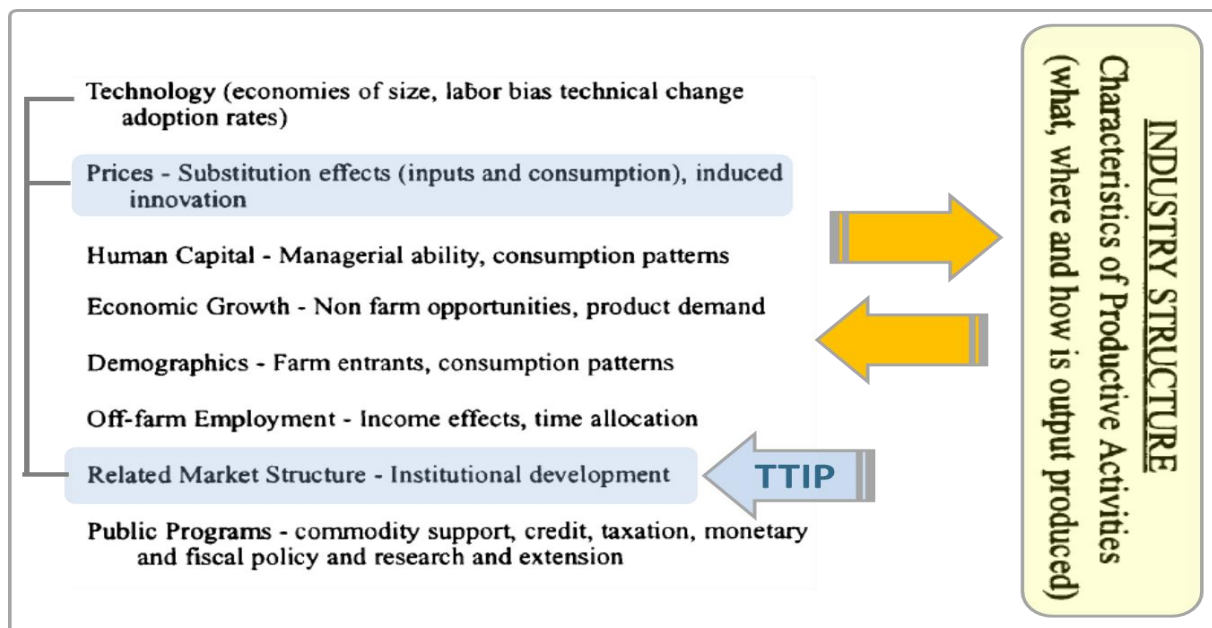 Technology (economies of size, labor bias technical change
adoption rates)
Prices - Substitution effects (inputs and consumption), induced
innovation
Human Capital - Managerial ability, consumption patterns
Economic Growth - Non farm opportunities, product demand
Demographics - Farm entrants, consumption patterns
Off-farm Employment - Income effects, time allocation
Related Market Structure - Institutional development
TTIP
Public Programs - commodity support, credit, taxation, monetary
and fiscal policy and research and extension
INDUSTRY STRUCTURE
Characteristics of Productive Activities
(what, where and how is output produced)